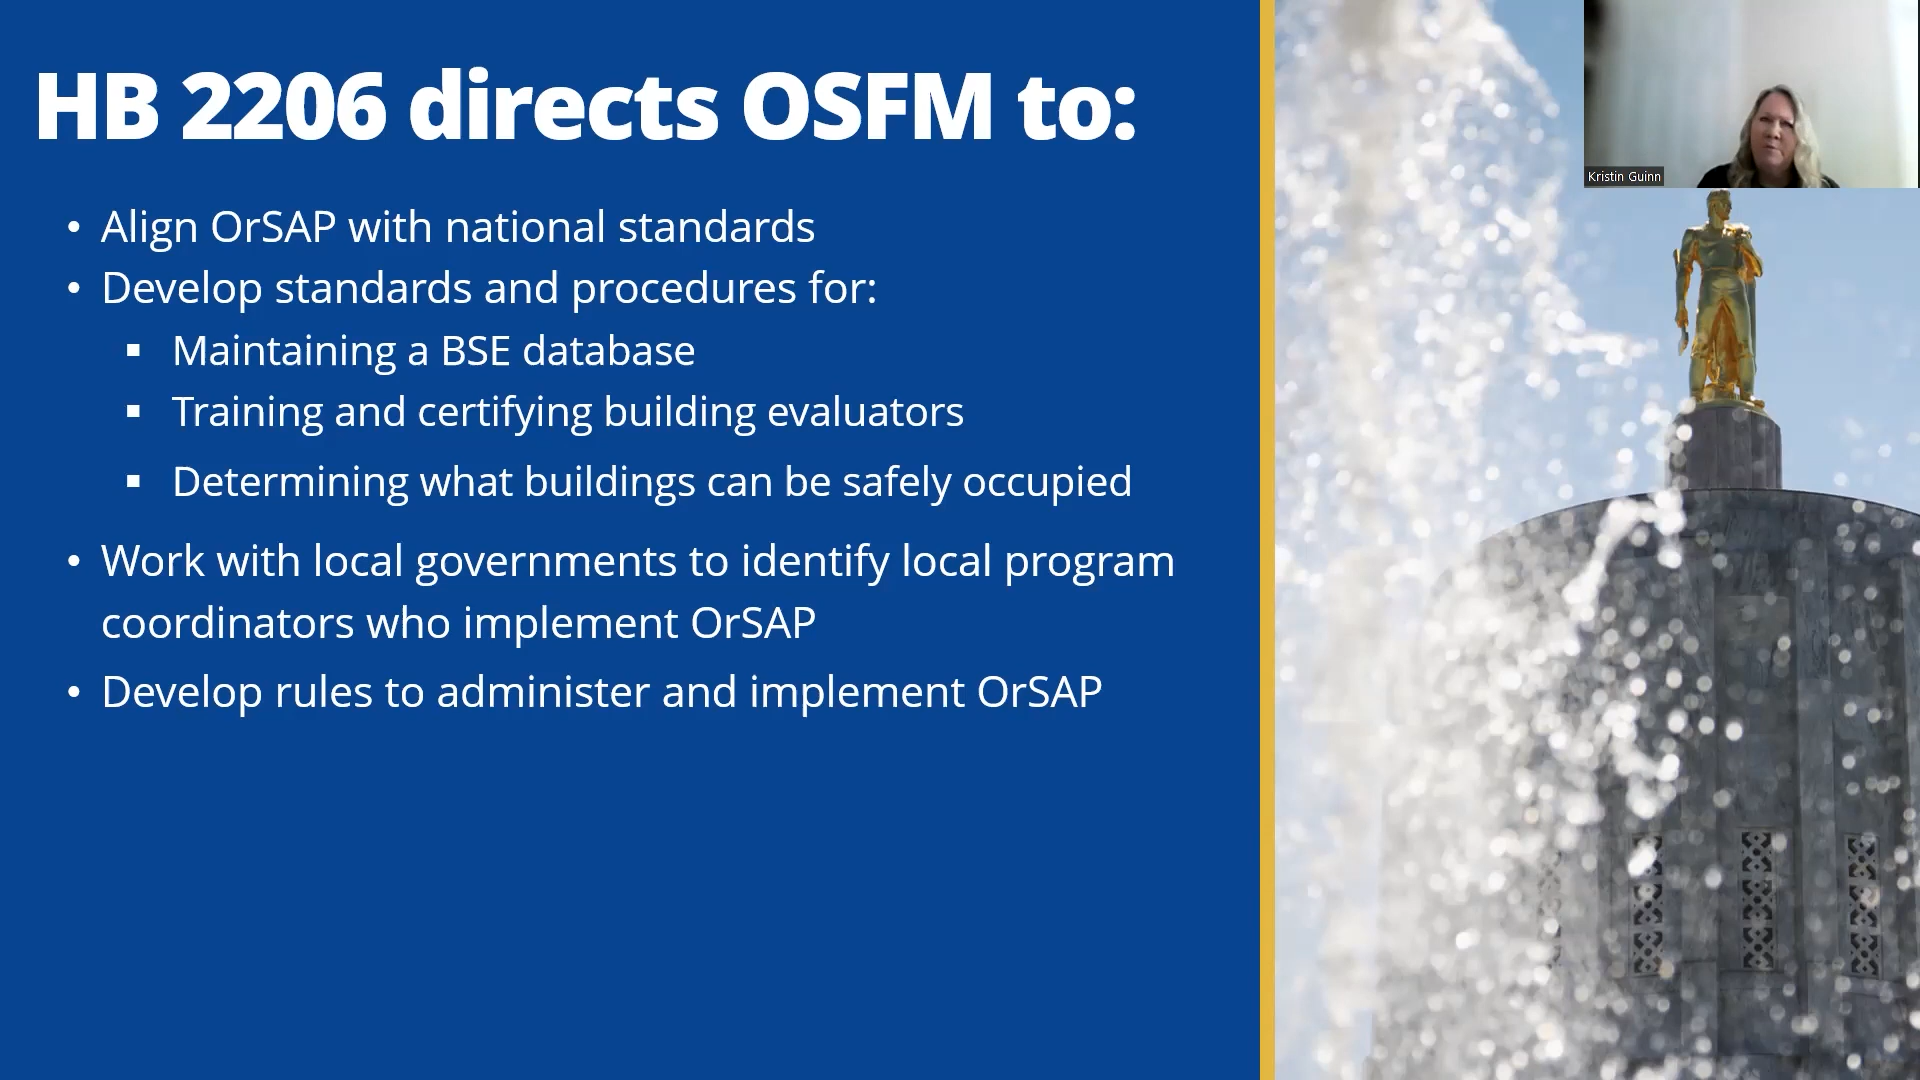 HB 2206 directs OSFM to:
• Align OrSAP with national standards
• Develop standards and procedures for:
▪ Maintaining a BSE database
▪ Training and certifying building evaluators
▪ Determining what buildings can be safely occupied
• Work with local governments to identify local program
coordinators who implement OrSAP
• Develop rules to administer and implement OrSAP
Kristin Guinn